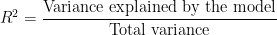 R² = Variance explained by the model / Total variance